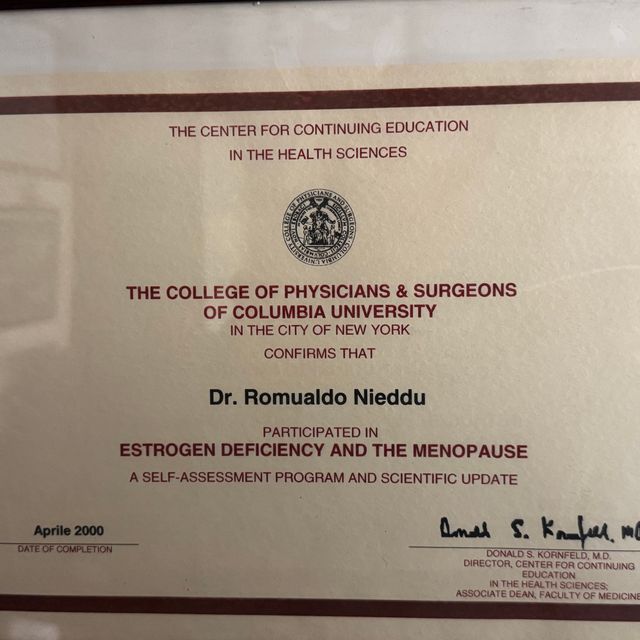 THE CENTER FOR CONTINUING EDUCATION
IN THE HEALTH SCIENCES
THE COLLEGE OF PHYSICIANS & SURGEONS
OF COLUMBIA UNIVERSITY
IN THE CITY OF NEW YORK
CONFIRMS THAT
Dr. Romualdo Nieddu
PARTICIPATED IN
ESTROGEN DEFICIENCY AND THE MENOPAUSE
A SELF-ASSESSMENT PROGRAM AND SCIENTIFIC UPDATE
Aprile 2000
DATE OF COMPLETION
Donald S. Kornfeld, MD
DONALD S. KORNFELD, M.D.
DIRECTOR, CENTER FOR CONTINUING
EDUCATION
IN THE HEALTH SCIENCES;
ASSOCIATE DEAN, FACULTY OF MEDICINE